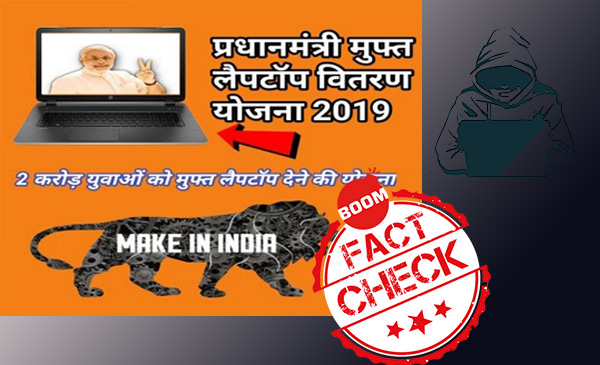 प्रधानमंत्री मुफ्त
लैपटॉप वितरण
योजना 2019
2 करोड़ युवाओं को मुफ्त लैपटॉप देने की योजना
MAKE IN INDIA
BOOM
FACT
CHECK